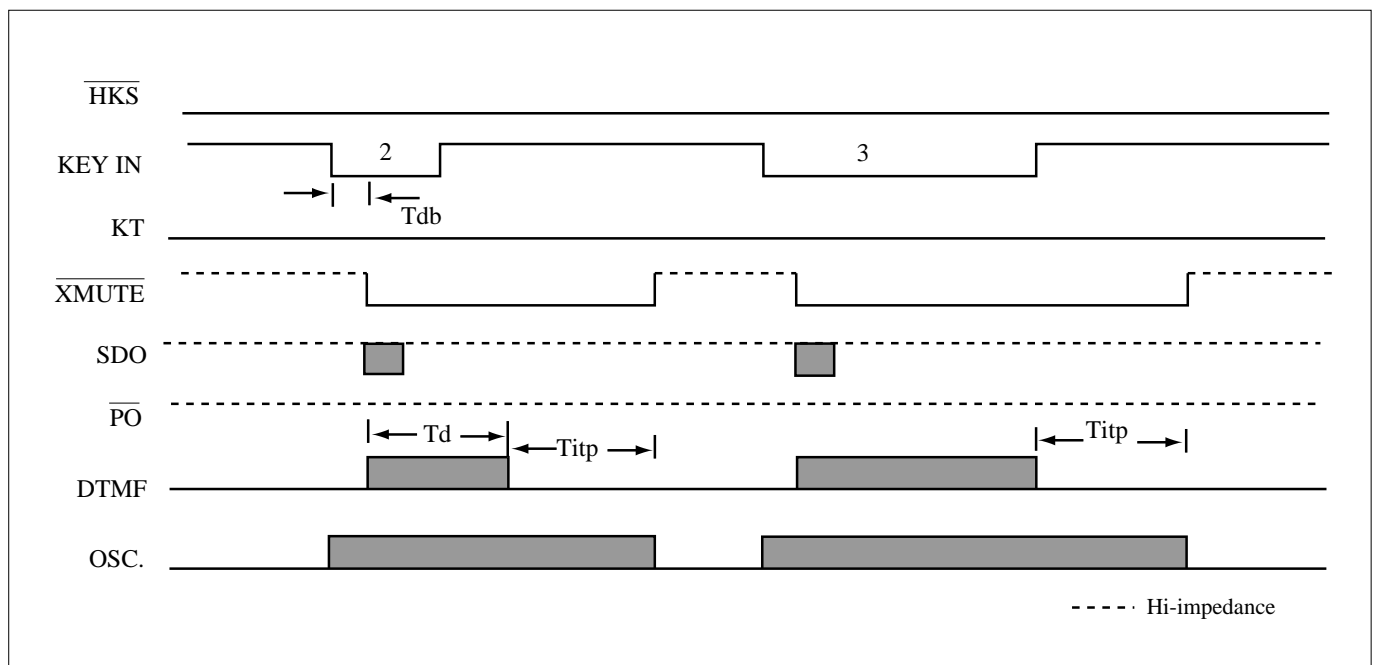 HKS
KEY IN
2
3
Tdb
KT
XMUTE
SDO
PO
Td
Titp
Titp
DTMF
OSC.
Hi-impedance